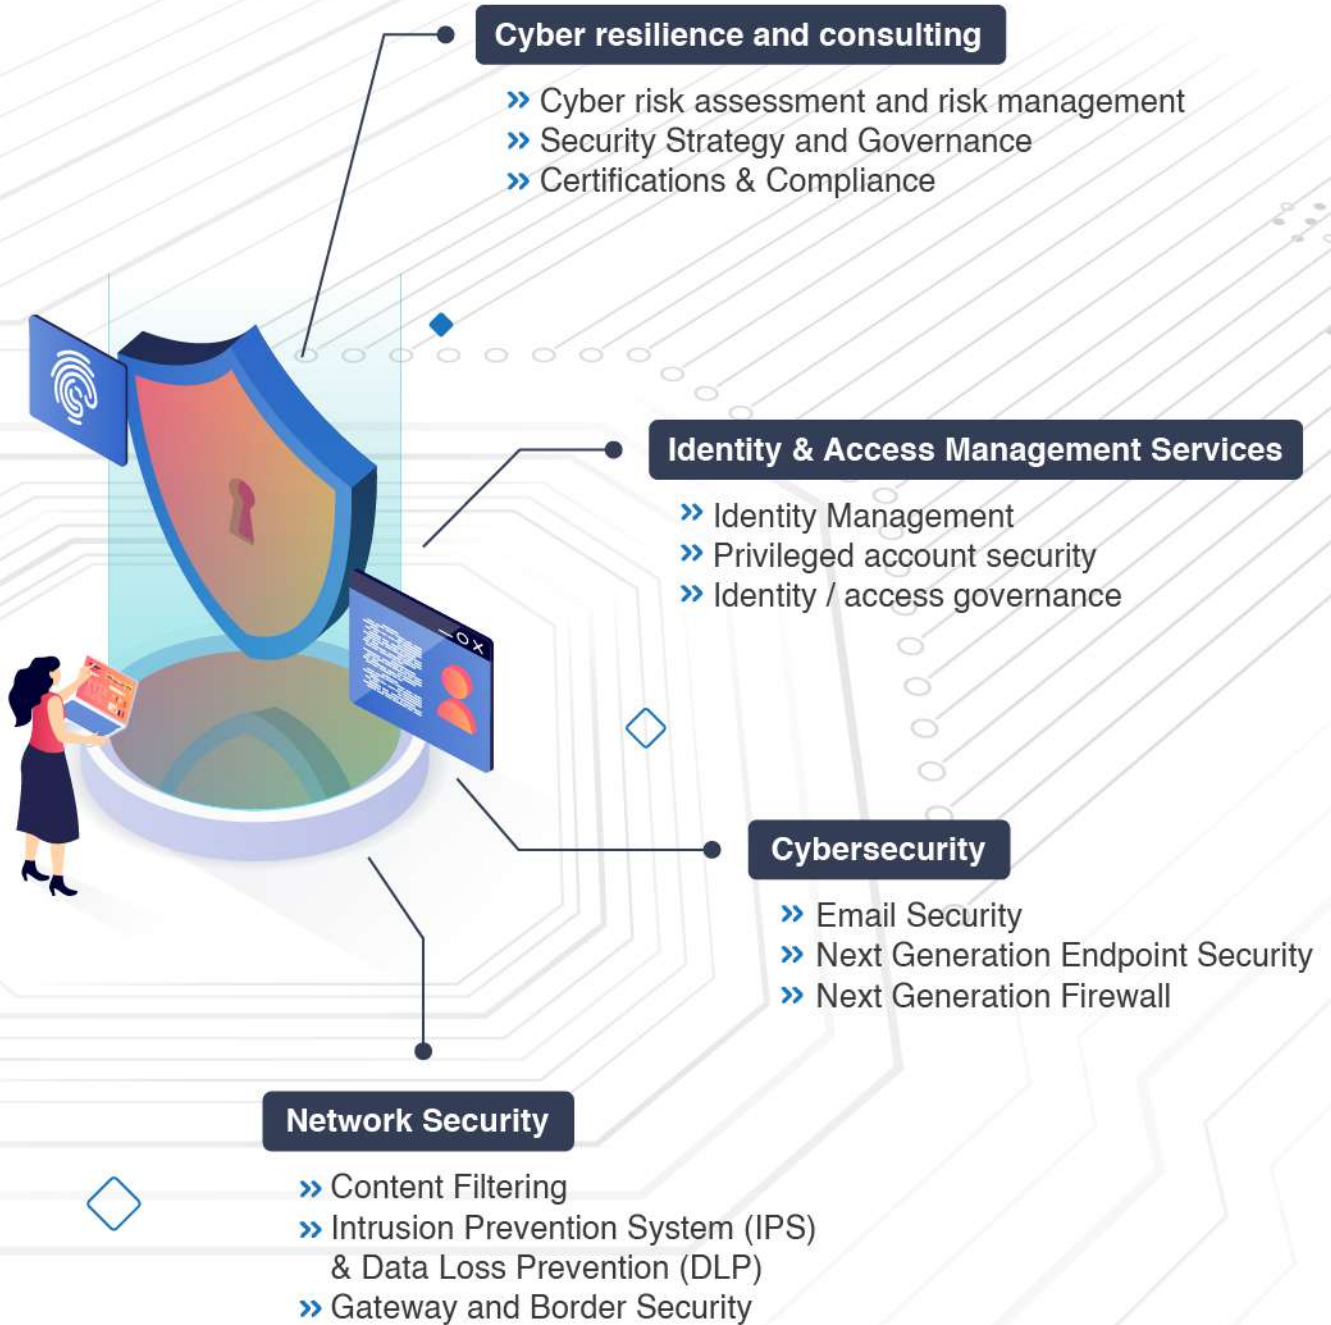 Cyber resilience and consulting
Cyber risk assessment and risk management
Security Strategy and Governance
Certifications & Compliance
Identity & Access Management Services
Identity Management
Privileged account security
Identity / access governance
Cybersecurity
Email Security
Next Generation Endpoint Security
Next Generation Firewall
Network Security
Content Filtering
Intrusion Prevention System (IPS)
& Data Loss Prevention (DLP)
Gateway and Border Security